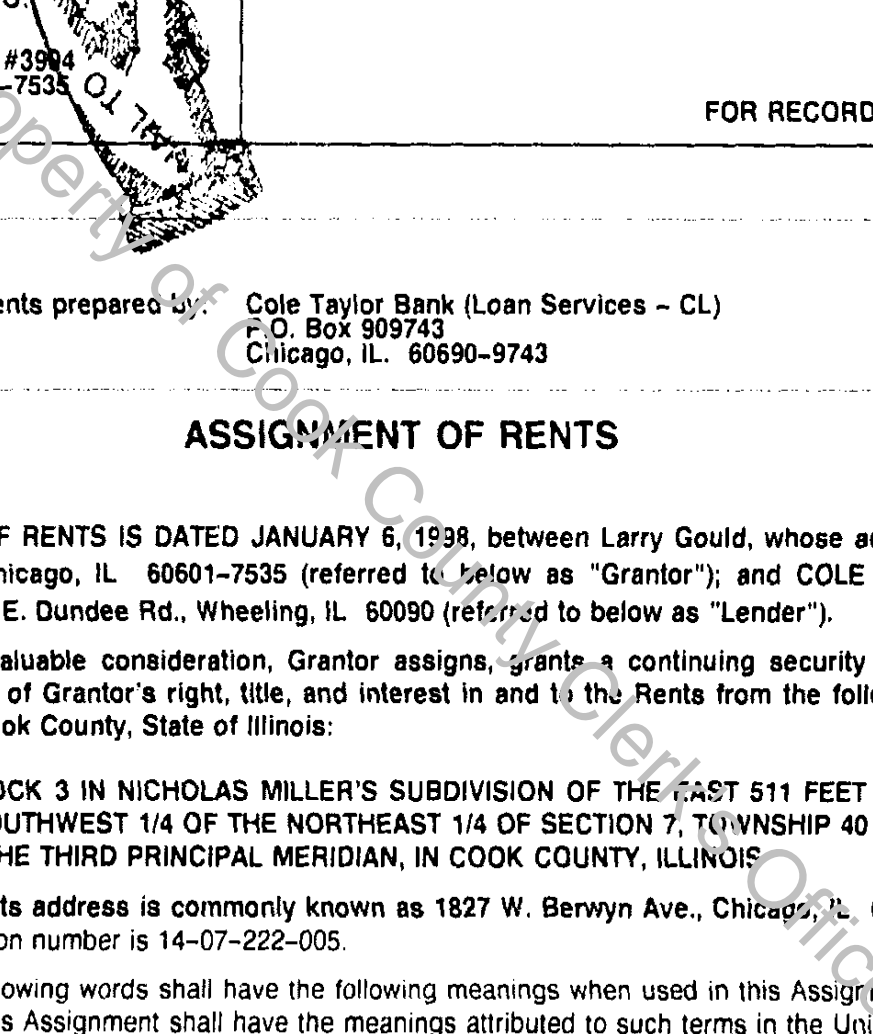 #3994
-7535
MAIL TO
FOR RECORD
ents prepared by: Cole Taylor Bank (Loan Services – CL)
P.O. Box 909743
Chicago, IL. 60690–9743
ASSIGNMENT OF RENTS
F RENTS IS DATED JANUARY 6, 1998, between Larry Gould, whose a
hicago, IL 60601–7535 (referred to below as "Grantor"); and COLE
E. Dundee Rd., Wheeling, IL 60090 (referred to below as "Lender").
aluable consideration, Grantor assigns, grants a continuing security
of Grantor's right, title, and interest in and to the Rents from the foll
ok County, State of Illinois:
OCK 3 IN NICHOLAS MILLER'S SUBDIVISION OF THE EAST 511 FEET
OUTHWEST 1/4 OF THE NORTHEAST 1/4 OF SECTION 7, TOWNSHIP 40
HE THIRD PRINCIPAL MERIDIAN, IN COOK COUNTY, ILLINOIS
ts address is commonly known as 1827 W. Berwyn Ave., Chicago, IL
on number is 14–07–222–005.
owing words shall have the following meanings when used in this Assign
s Assignment shall have the meanings attributed to such terms in the Uni
Property of Cook County Clerk's Office